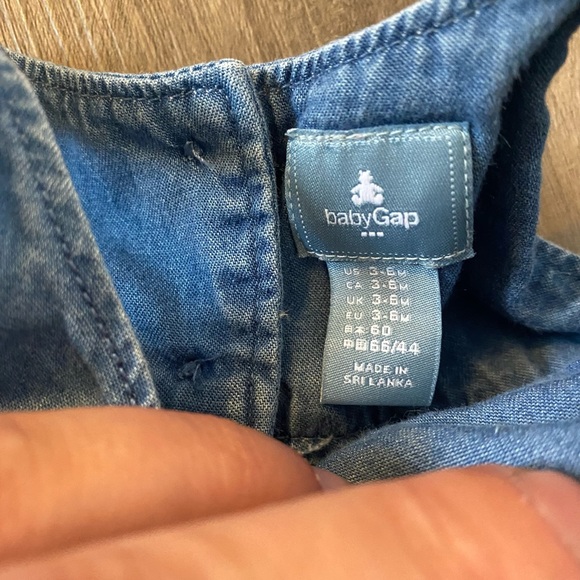 babyGap
US 3-6M
CA 3-6M
UK 3-6M
EU 3-6M
日本 60
中国 66/44
MADE IN
SRI LANKA